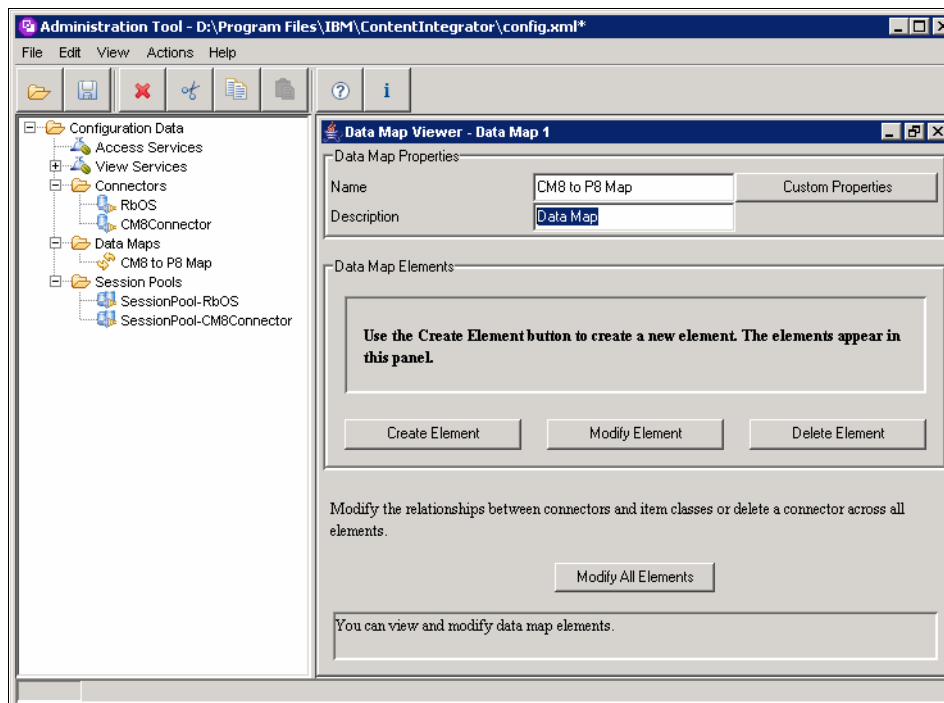 Administration Tool - D:\Program Files\IBM\ContentIntegrator\config.xml*
File Edit View Actions Help
Configuration Data
Access Services
View Services
Connectors
RbOS
CM8Connector
Data Maps
CM8 to P8 Map
Session Pools
SessionPool-RbOS
SessionPool-CM8Connector
Data Map Viewer - Data Map 1
Data Map Properties
Name CM8 to P8 Map Custom Properties
Description Data Map
Data Map Elements
Use the Create Element button to create a new element. The elements appear in
this panel.
Create Element Modify Element Delete Element
Modify the relationships between connectors and item classes or delete a connector across all
elements.
Modify All Elements
You can view and modify data map elements.